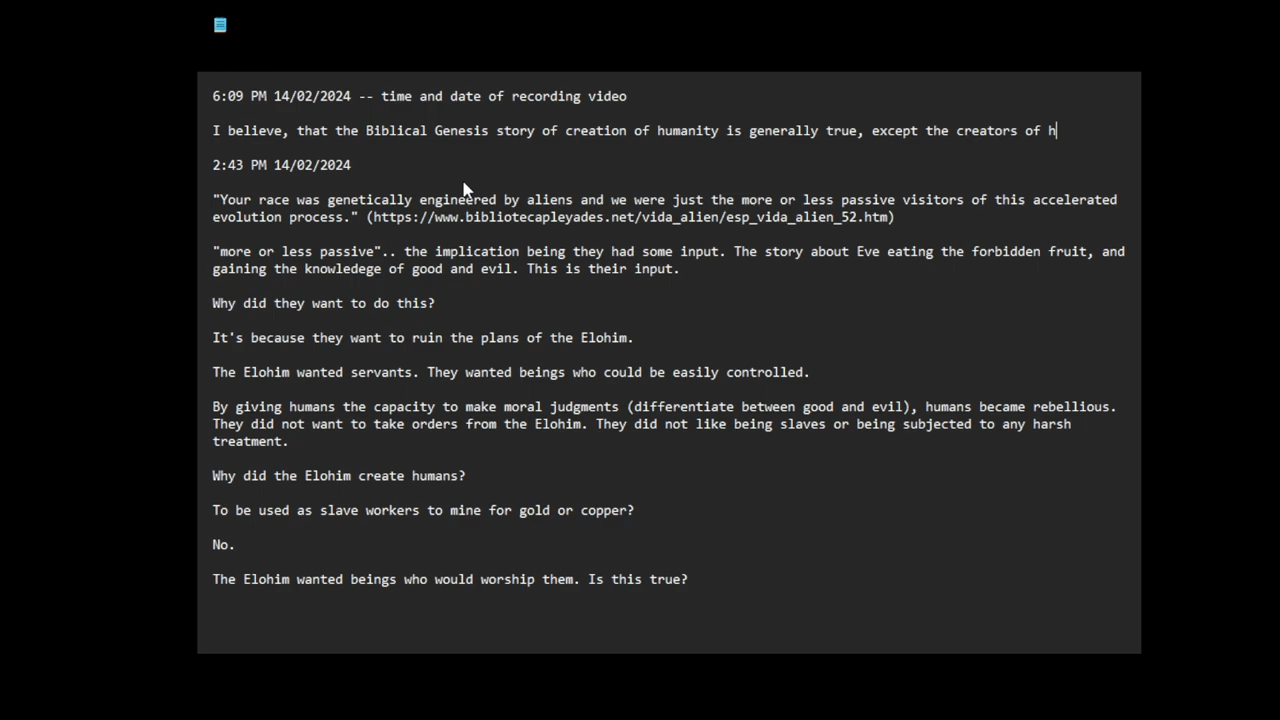 6:09 PM 14/02/2024 -- time and date of recording video
I believe, that the Biblical Genesis story of creation of humanity is generally true, except the creators of h
2:43 PM 14/02/2024
"Your race was genetically engineered by aliens and we were just the more or less passive visitors of this accelerated
evolution process." (https://www.bibliotecapleyades.net/vida_alien/esp_vida_alien_52.htm)
"more or less passive".. the implication being they had some input. The story about Eve eating the forbidden fruit, and
gaining the knowledege of good and evil. This is their input.
Why did they want to do this?
It's because they want to ruin the plans of the Elohim.
The Elohim wanted servants. They wanted beings who could be easily controlled.
By giving humans the capacity to make moral judgments (differentiate between good and evil), humans became rebellious.
They did not want to take orders from the Elohim. They did not like being slaves or being subjected to any harsh
treatment.
Why did the Elohim create humans?
To be used as slave workers to mine for gold or copper?
No.
The Elohim wanted beings who would worship them. Is this true?